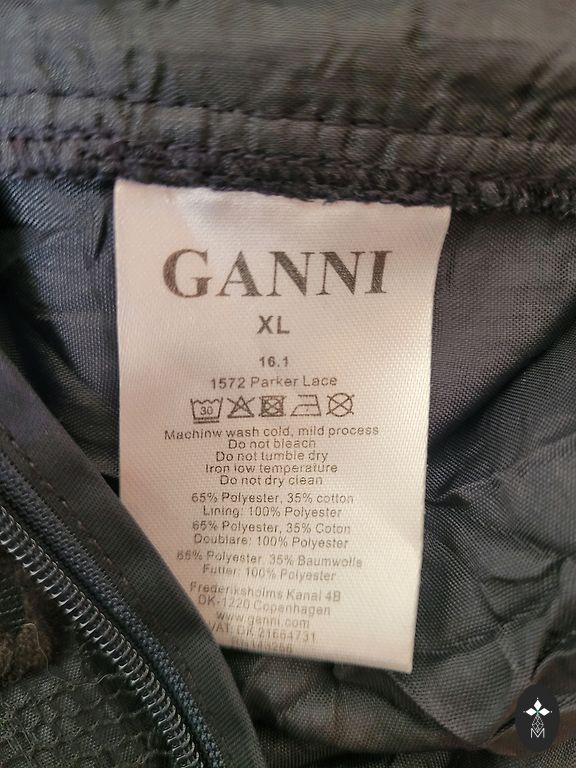 GANNI
XL
16.1
1572 Parker Lace
30
Machinw wash cold, mild process
Do not bleach
Do not tumble dry
Iron low temperature
Do not dry clean
65% Polyester, 35% cotton
Lining: 100% Polyester
65% Polyester, 35% Coton
Doublare: 100% Polyester
65% Polyester, 35% Baumwolle
Futter: 100% Polyester
Frederiksholms Kanal 4B
DK-1220 Copenhagen
www.genni.com
VAT: DK 21664731
M